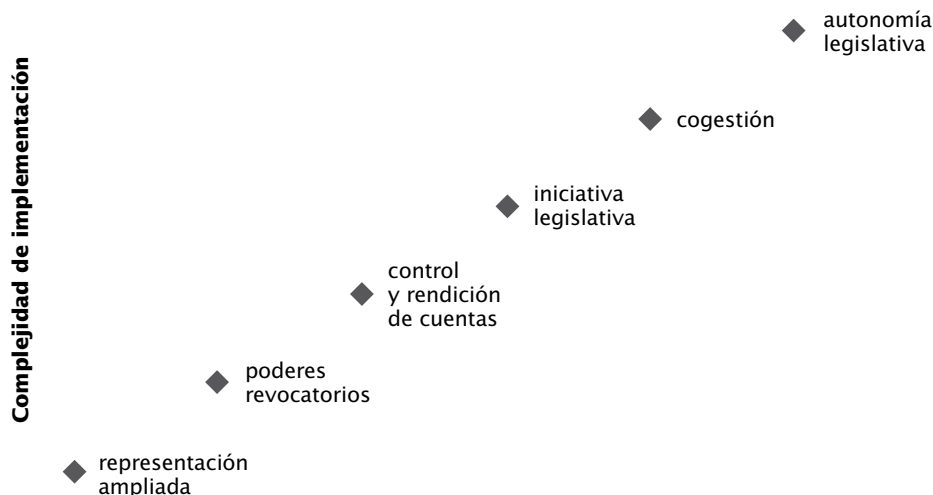 autonomía
legislativa
cogestión
iniciativa
legislativa
control
y rendición
de cuentas
poderes
revocatorios
representación
ampliada
Complejidad de implementación